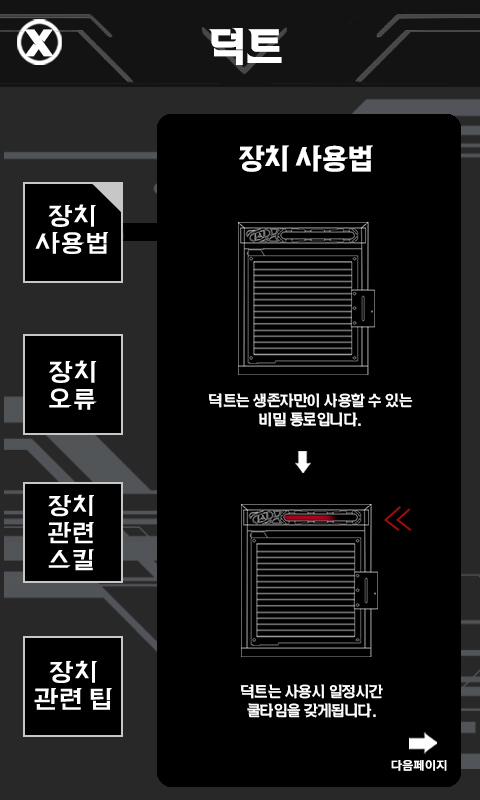 X
덕트
장치 사용법
장치
사용법
장치
오류
장치
관련
스킬
장치
관련 팁
덕트는 생존자만이 사용할 수 있는
비밀 통로입니다.
덕트는 사용시 일정시간
쿨타임을 갖게됩니다.
다음페이지